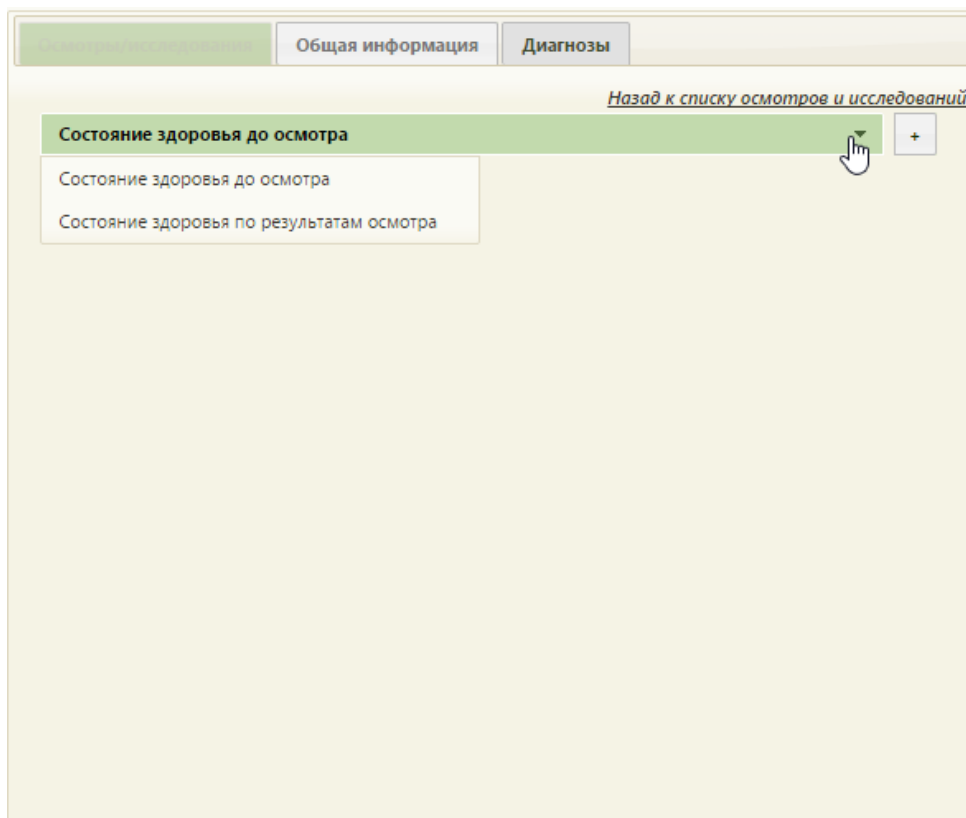 Осмотры/исследования Общая информация Диагнозы
Назад к списку осмотров и исследований
Состояние здоровья до осмотра +
Состояние здоровья до осмотра
Состояние здоровья по результатам осмотра